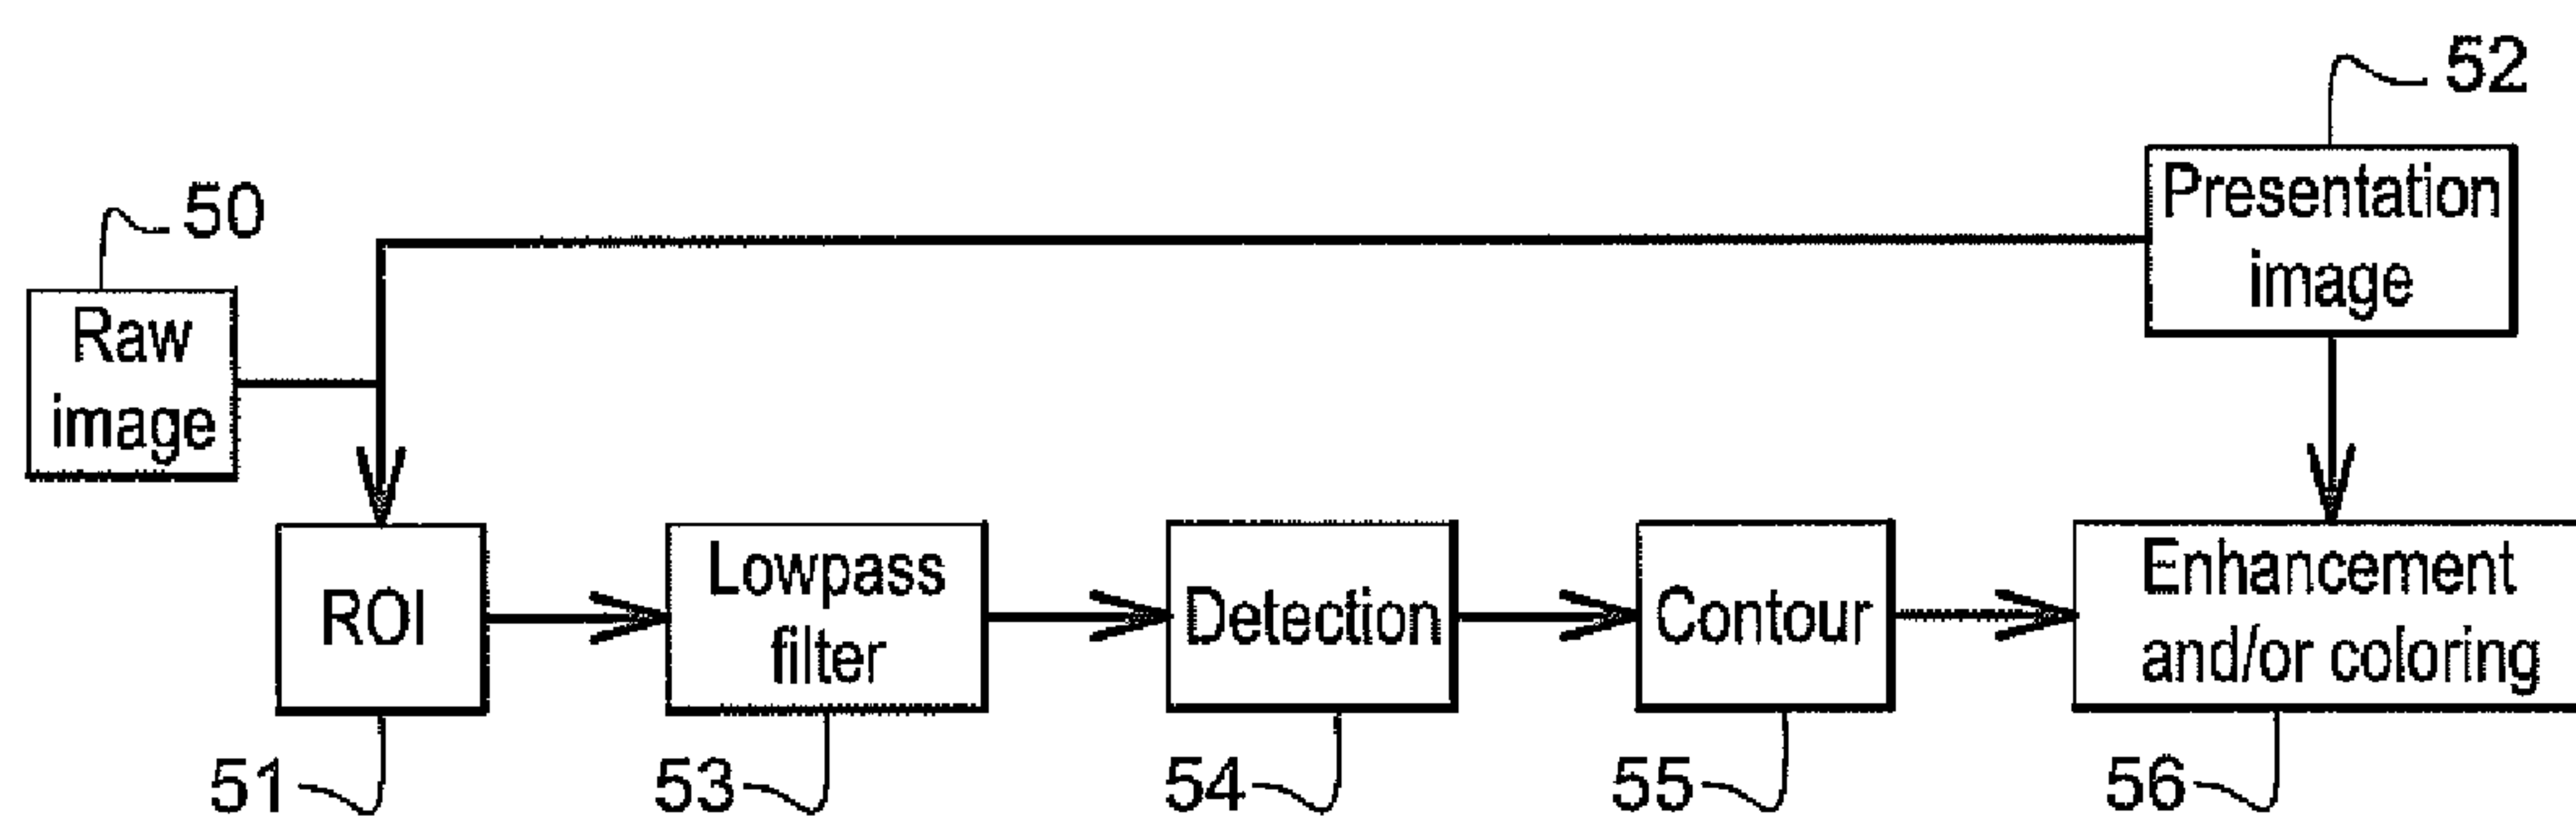 52
Presentation
image
50
Raw
image
ROI
Lowpass
filter
Detection
Contour
Enhancement
and/or coloring
51
53
54
55
56